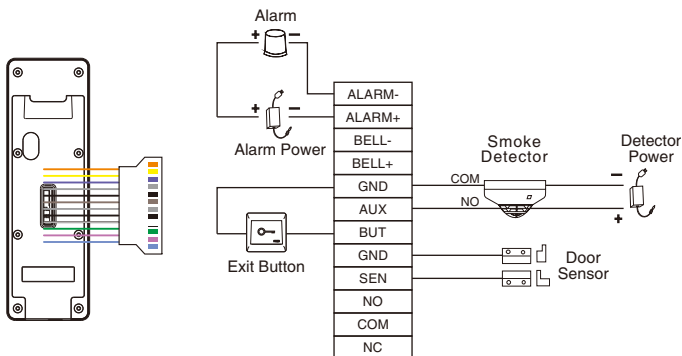 Alarm
+ −
+ −
Alarm Power
ALARM-
ALARM+
BELL-
BELL+
GND
AUX
BUT
GND
SEN
NO
COM
NC
Exit Button
Smoke
Detector
COM
NO
Detector
Power
−
+
Door
Sensor